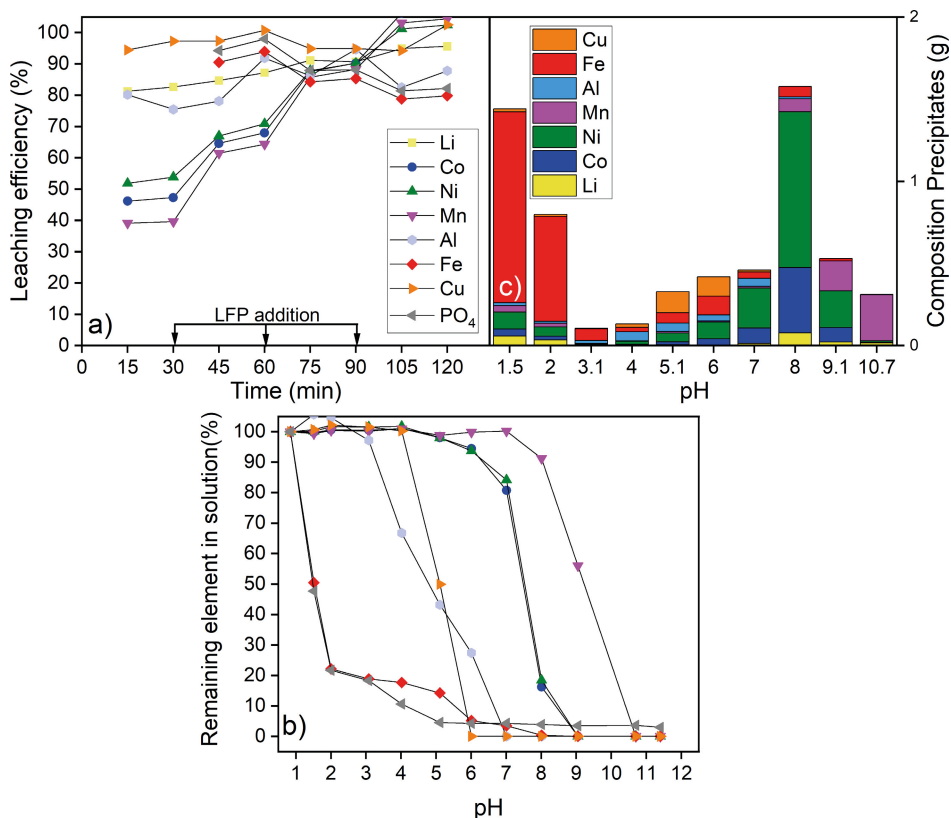 100
90
80
70
60
50
40
30
20
10
0
Leaching efficiency (%)
Li
Co
Ni
Mn
Al
Fe
Cu
PO4
LFP addition
a)
15 30 45 60 75 90 105 120
Time (min)
Cu
Fe
Al
Mn
Ni
Co
Li
c)
2
1
0
Composition Precipitates (g)
1.5 2 3.1 4 5.1 6 7 8 9.1 10.7
pH
100
90
80
70
60
50
40
30
20
10
0
Remaining element in solution(%)
b)
1 2 3 4 5 6 7 8 9 10 11 12
pH